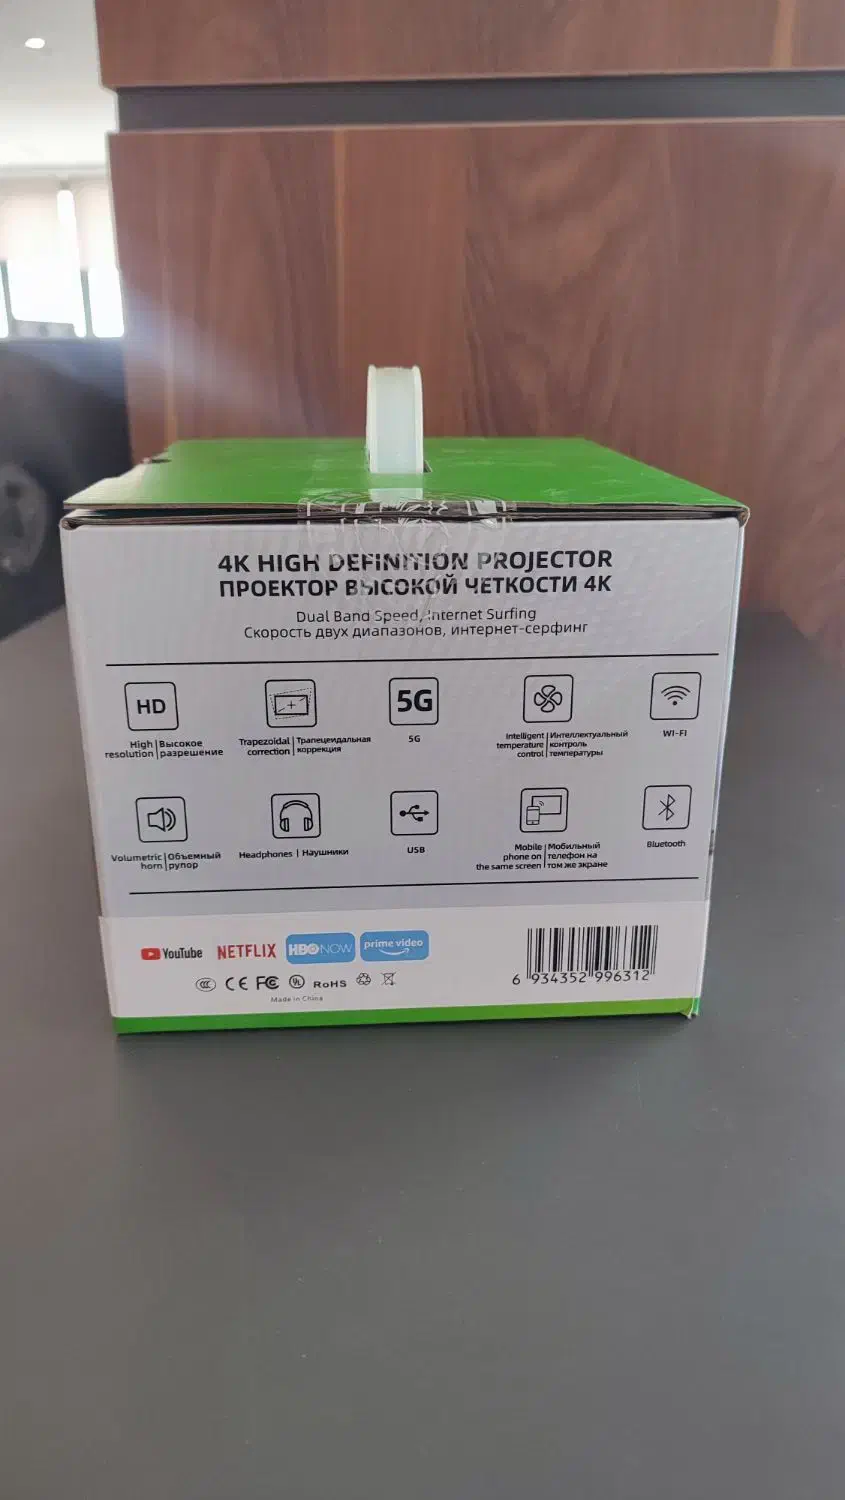 4K HIGH DEFINITION PROJECTOR
ПРОЕКТОР ВЫСОКОЙ ЧЕТКОСТИ 4K
Dual Band Speed, Internet Surfing
Скорость двух диапазонов, интернет-серфинг
HD
High | Высокое
resolution | разрешение
Trapezoidal | Трапецеидальная
correction | коррекция
5G
5G
Intelligent | Интеллектуальный
temperature | контроль
control | температуры
WI-FI
Volumetric | Объемный
horn | рупор
Headphones | Наушники
USB
Mobile | Мобильный
phone on | телефон на
the same screen | том же экране
Bluetooth
YouTube NETFLIX HBO NOW prime video
CCC CE FC UL RoHS
Made in China
6 934352 996312